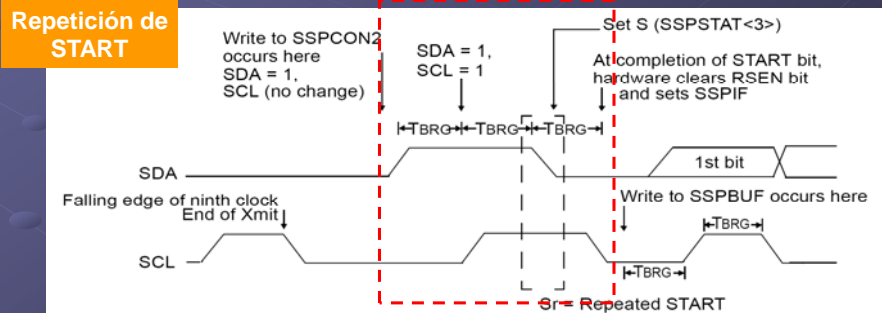 Repetición de
START
Write to SSPCON2
occurs here
SDA = 1,
SCL (no change)
SDA = 1,
SCL = 1
Set S (SSPSTAT<3>)
At completion of START bit,
hardware clears RSEN bit
and sets SSPIF
TBRG
TBRG
TBRG
SDA
1st bit
Falling edge of ninth clock
End of Xmit
Write to SSPBUF occurs here
TBRG
SCL
TBRG
Sr = Repeated START